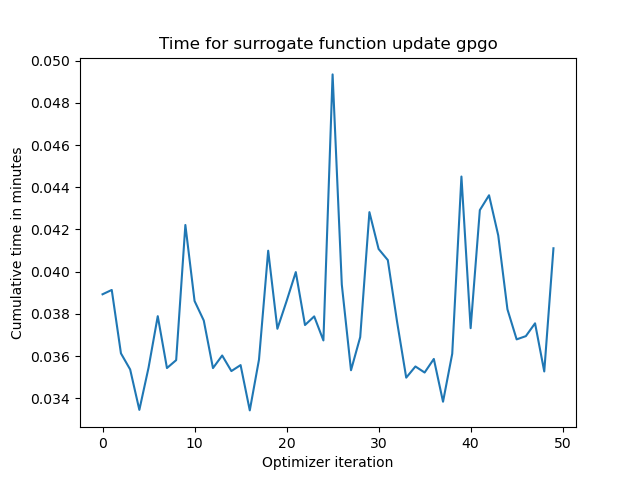 Time for surrogate function update gpgo
0.050
0.048
0.046
0.044
0.042
0.040
0.038
0.036
0.034
Cumulative time in minutes
0 10 20 30 40 50
Optimizer iteration